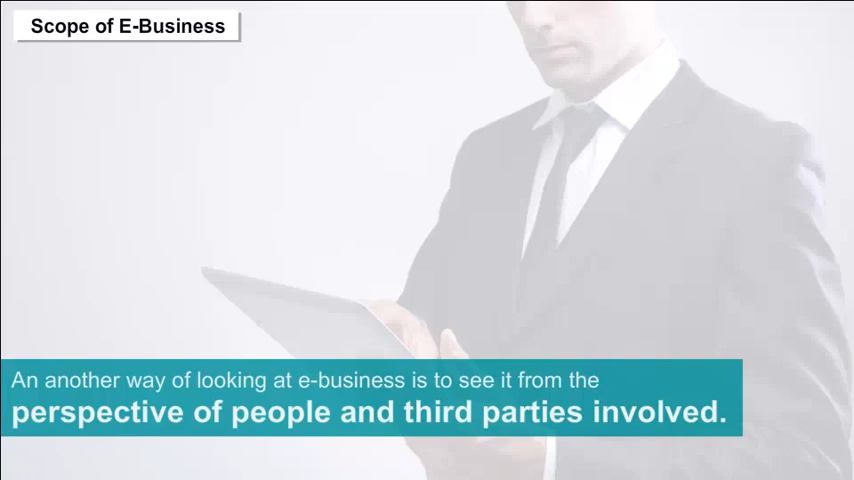 Scope of E-Business
An another way of looking at e-business is to see it from the
perspective of people and third parties involved.